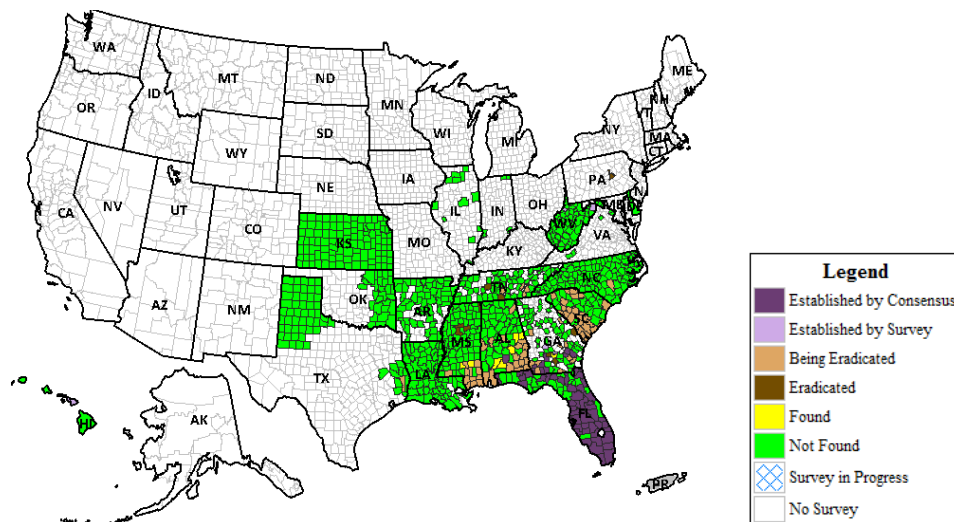 WA
MT
ND
MN
ME
ID
OR
SD
WI
MI
NY
NH
MA
CT
WY
IA
PA
NE
NV
UT
CO
IL
IN
OH
CA
KS
MO
KY
WV
VA
AZ
NM
OK
AR
TN
NC
SC
MS
AL
GA
TX
LA
FL
AK
HI
PR
Legend
Established by Consensus
Established by Survey
Being Eradicated
Eradicated
Found
Not Found
Survey in Progress
No Survey